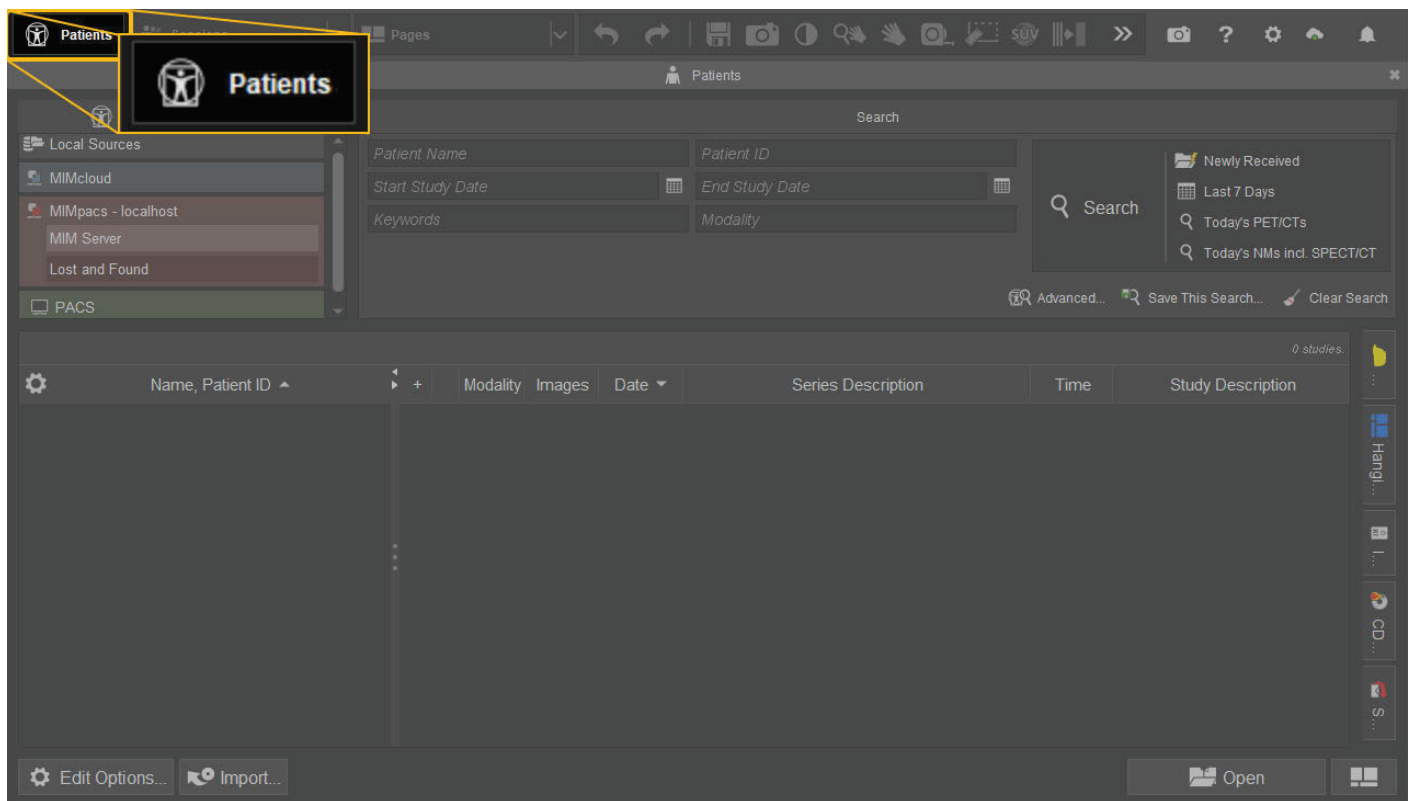 Patients
Pages
SUV
?
Patients
Patients
Search
Local Sources
MIMcloud
MIMpacs - localhost
MIM Server
Lost and Found
PACS
Patient Name
Patient ID
Start Study Date
End Study Date
Keywords
Modality
Search
Newly Received
Last 7 Days
Today's PET/CTs
Today's NMs incl. SPECT/CT
Advanced...
Save This Search...
Clear Search
0 studies.
Name, Patient ID
+
Modality
Images
Date
Series Description
Time
Study Description
...
Hangi...
I...
CD...
S...
Edit Options...
Import...
Open